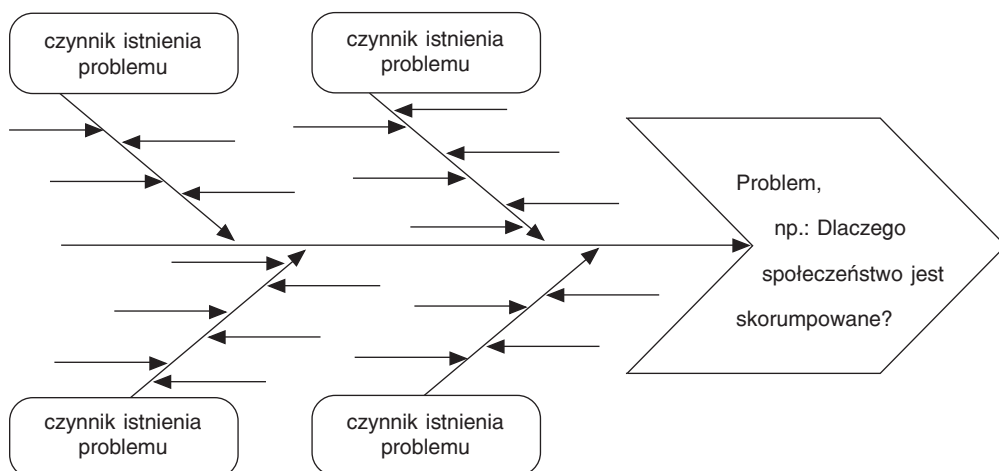 czynnik istnienia
problemu
czynnik istnienia
problemu
Problem,
np.: Dlaczego
społeczeństwo jest
skorumpowane?
czynnik istnienia
problemu
czynnik istnienia
problemu